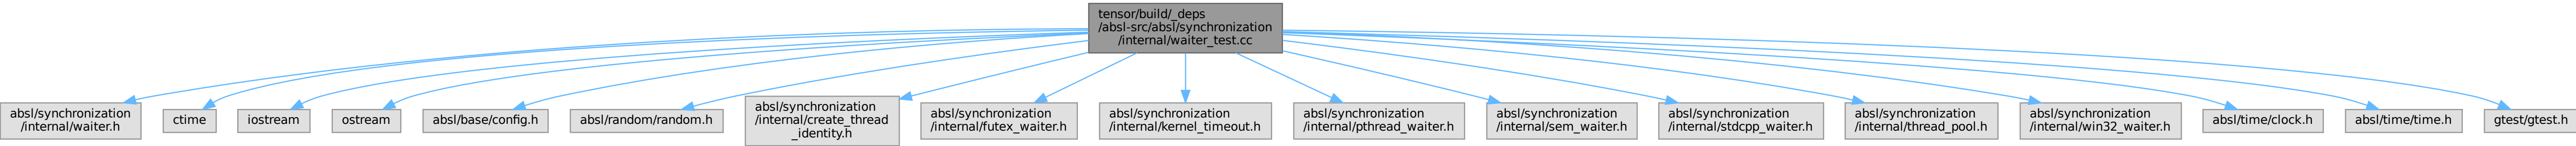 tensor/build/_deps
/absl-src/absl/synchronization
/internal/waiter_test.cc
absl/synchronization
/internal/waiter.h
ctime
iostream
ostream
absl/base/config.h
absl/random/random.h
absl/synchronization
/internal/create_thread
_identity.h
absl/synchronization
/internal/futex_waiter.h
absl/synchronization
/internal/kernel_timeout.h
absl/synchronization
/internal/pthread_waiter.h
absl/synchronization
/internal/sem_waiter.h
absl/synchronization
/internal/stdcpp_waiter.h
absl/synchronization
/internal/thread_pool.h
absl/synchronization
/internal/win32_waiter.h
absl/time/clock.h
absl/time/time.h
gtest/gtest.h